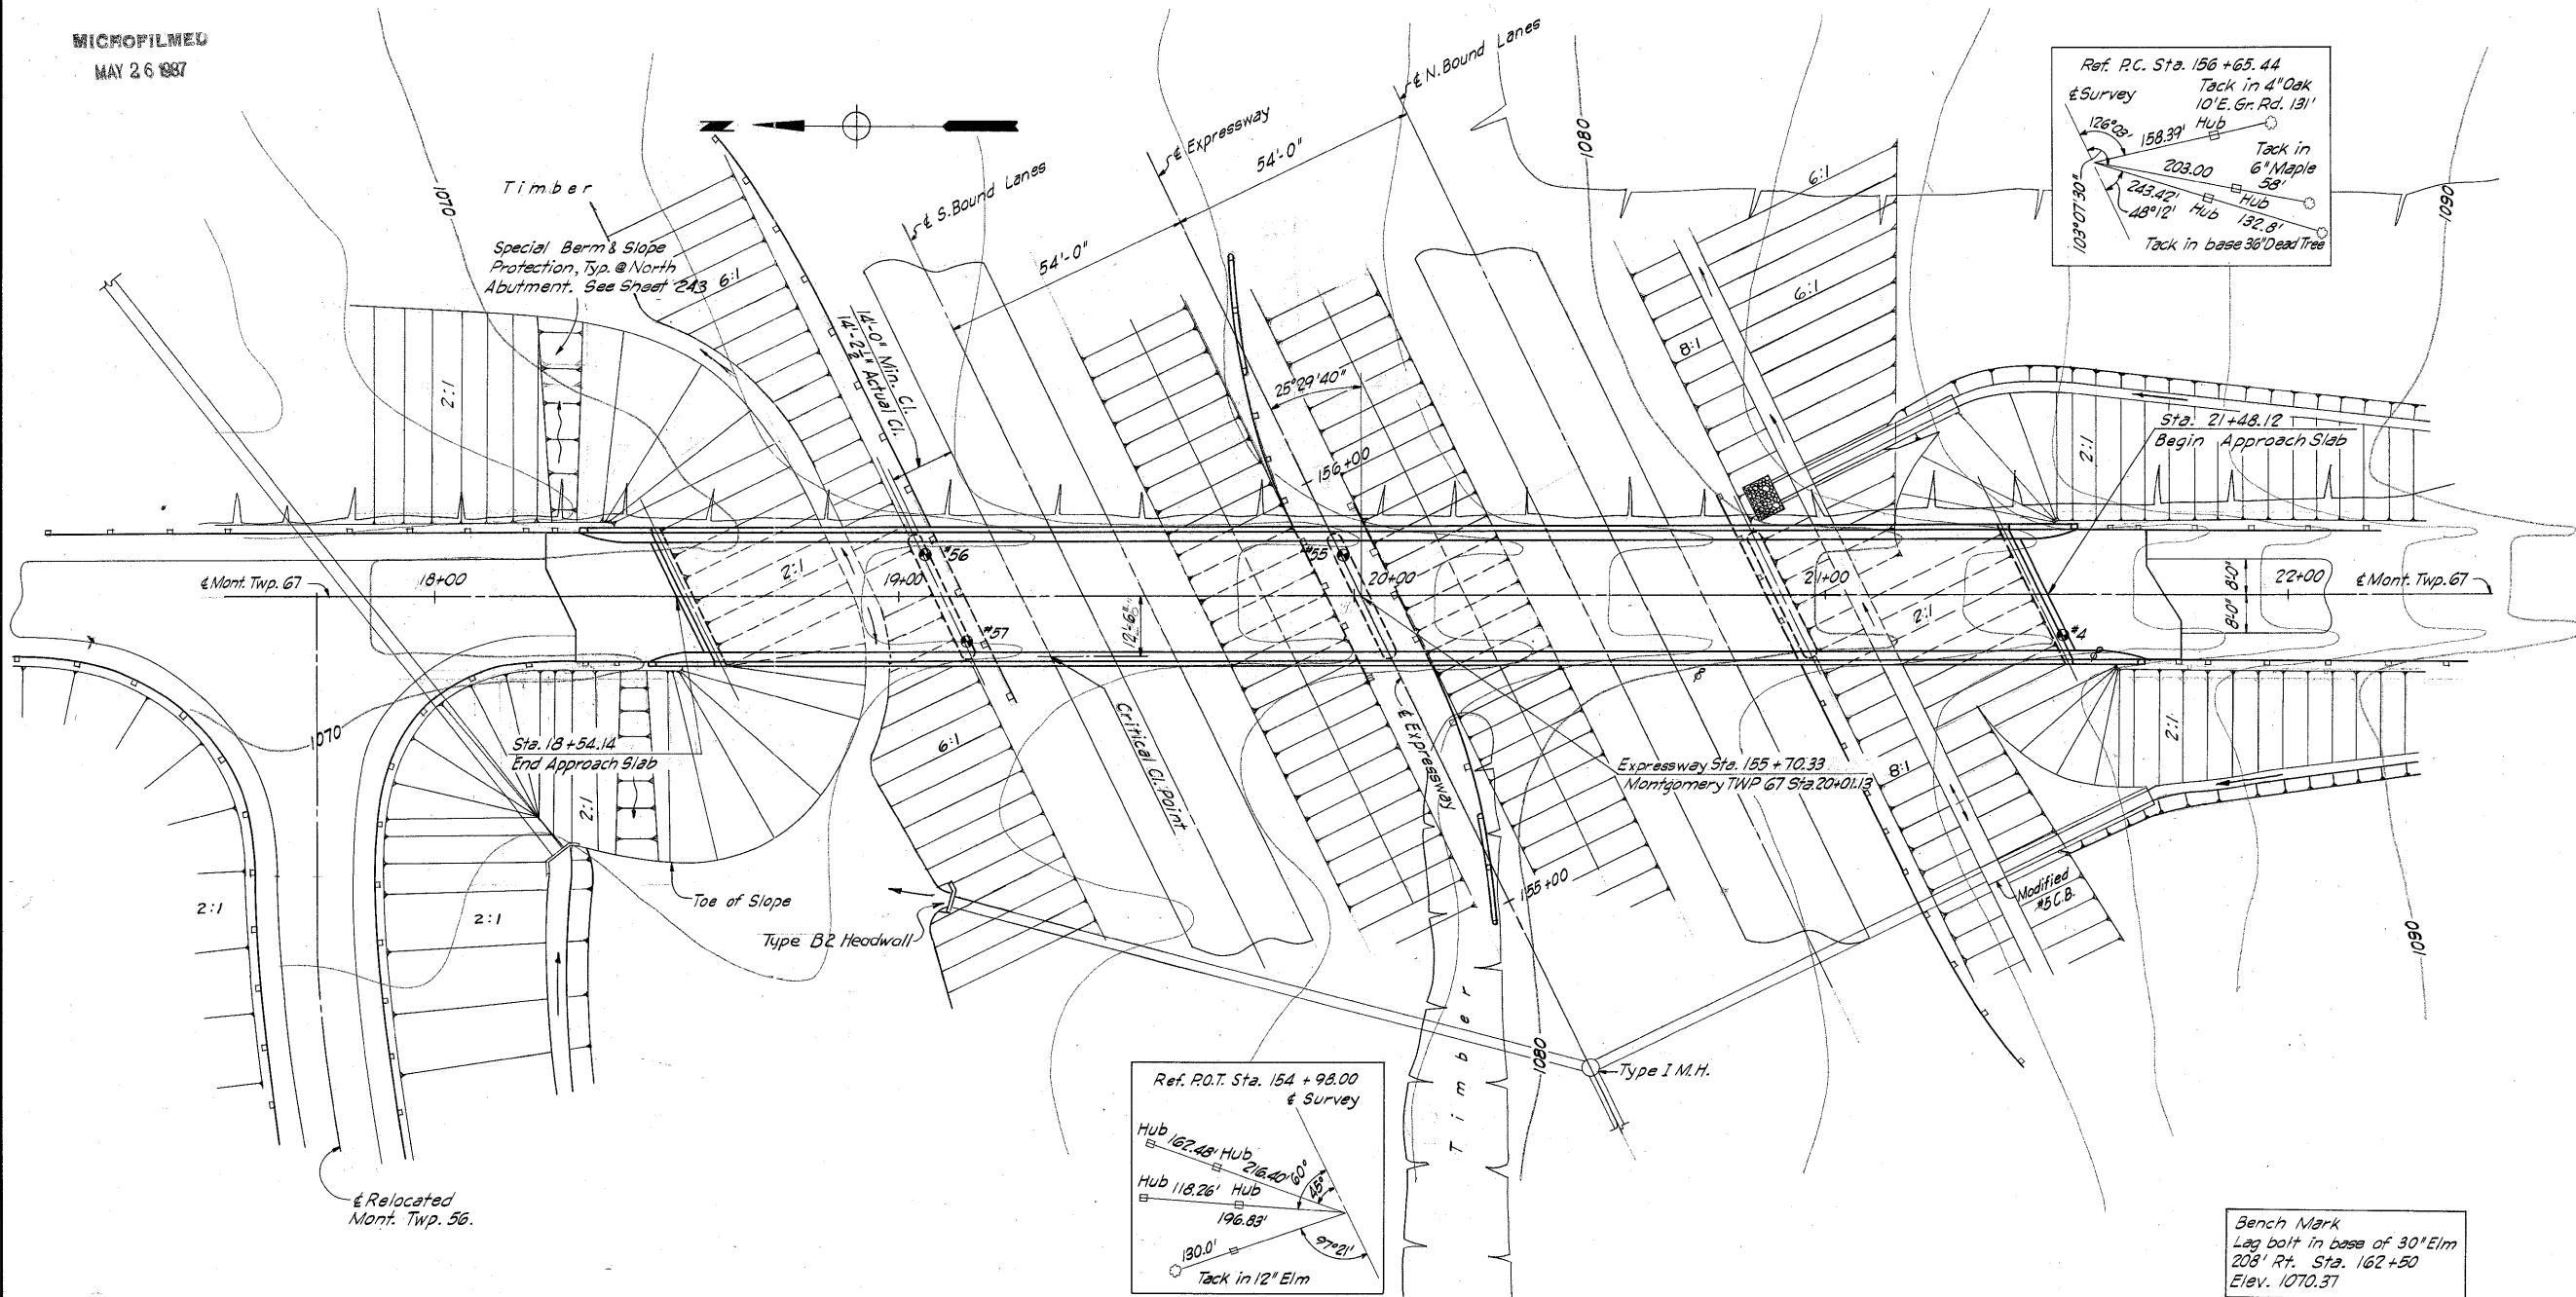 MICROFILMED
MAY 26 1987
N
Timber
Special Berm & Slope
Protection, Typ. @ North
Abutment. See Sheet 243
6:1
1070
℄ S. Bound Lanes
℄ Expressway
℄ N. Bound Lanes
54'-0"
54'-0"
1080
6:1
6:1
8:1
1090
Ref. P.C. Sta. 156+65.44
℄ Survey
Tack in 4" Oak
10' E. Gr. Rd. 131'
Hub
126°03'
158.39'
Tack in
6" Maple
58'
203.00
Hub
243.42'
Hub
48°12'
132.8'
103°07'30"
Tack in base 36" Dead Tree
14'-0" Min. Cl.
14'-2½" Actual Cl.
25°29'40"
156+00
2:1
2:1
Sta. 21+48.12
Begin Approach Slab
℄ Mont. Twp. 67
18+00
2:1
19+00
#56
#57
12'-6"
#55
20+00
21+00
2:1
#4
8'-0" 8'-0"
22+00
℄ Mont. Twp. 67
1070
Sta. 18+54.14
End Approach Slab
2:1
6:1
Critical Cl. Point
℄ Expressway
Expressway Sta. 155+70.33
Montgomery TWP 67 Sta. 20+01.13
8:1
2:1
2:1
2:1
Toe of Slope
Type B2 Headwall
155+00
Modified
#5 C.B.
1090
Timber
1080
Type I M.H.
℄ Relocated
Mont. Twp. 56.
Ref. P.O.T. Sta. 154+98.00
℄ Survey
Hub 162.48' Hub
216.40'
60°
45°
Hub 118.26' Hub
196.83'
130.0'
97°21'
Tack in 12" Elm
Bench Mark
Lag bolt in base of 30" Elm
208' Rt. Sta. 162+50
Elev. 1070.37